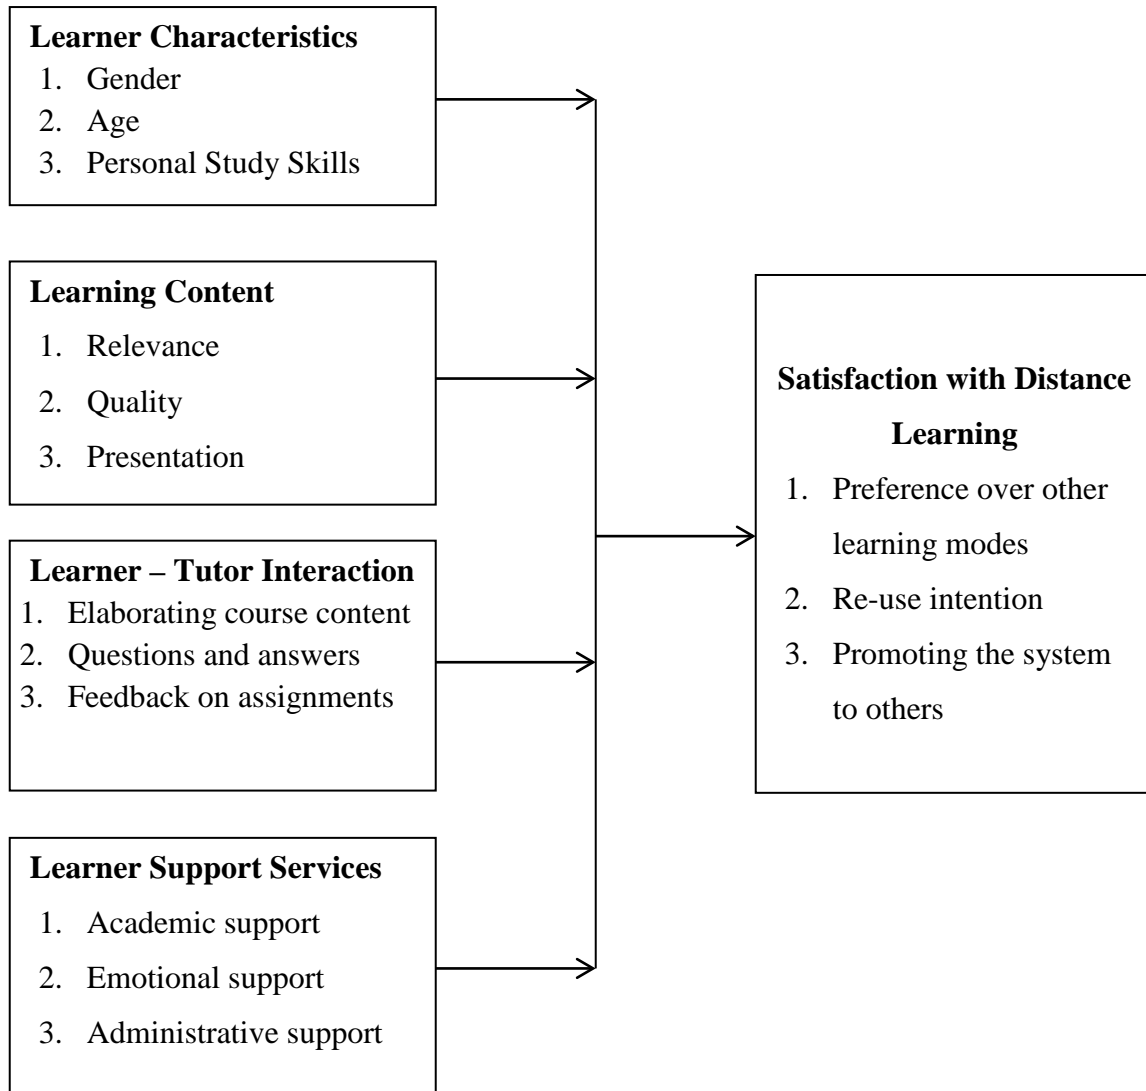 Learner Characteristics
1. Gender
2. Age
3. Personal Study Skills
Learning Content
1. Relevance
2. Quality
3. Presentation
Learner – Tutor Interaction
1. Elaborating course content
2. Questions and answers
3. Feedback on assignments
Learner Support Services
1. Academic support
2. Emotional support
3. Administrative support
Satisfaction with Distance
Learning
1. Preference over other
learning modes
2. Re-use intention
3. Promoting the system
to others